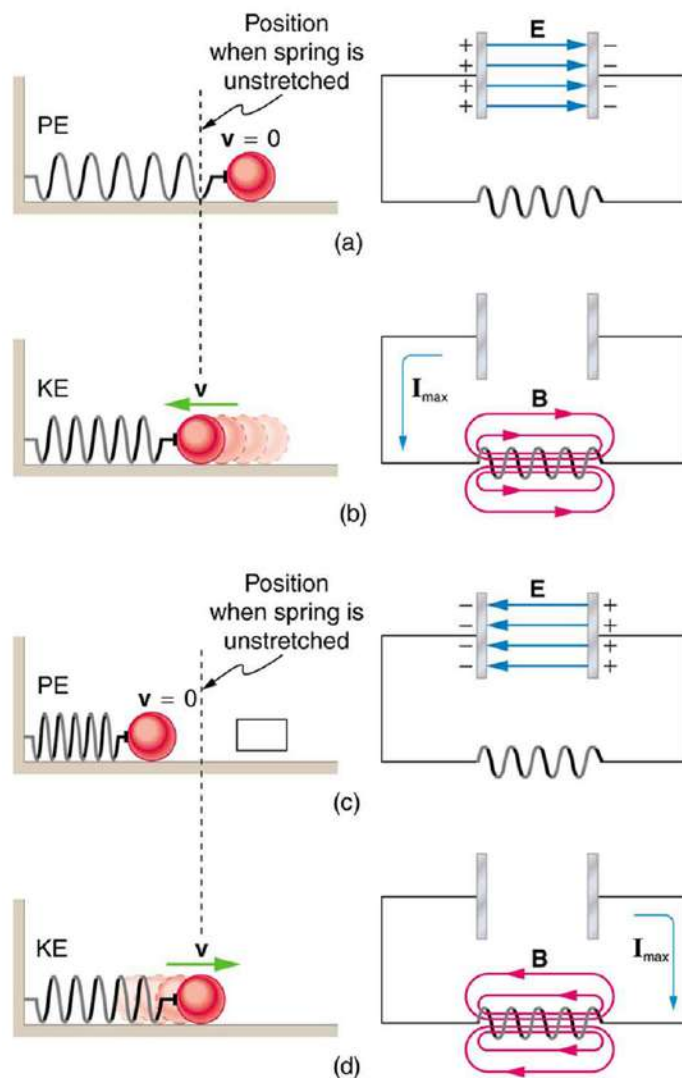 Position
when spring is
unstretched
PE
v = 0
+ E −
+ −
+ −
+ −
(a)
KE
v
I max
B
(b)
Position
when spring is
unstretched
PE
v = 0
− E +
− +
− +
− +
(c)
KE
v
I max
B
(d)